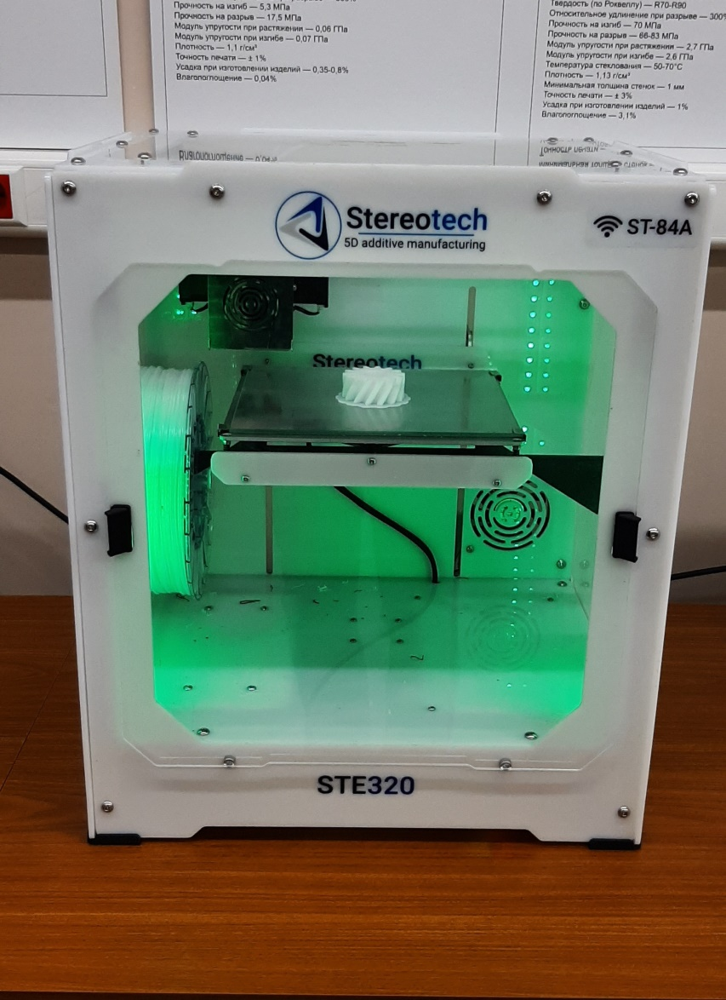 Прочность на изгиб — 5,3 МПа
Прочность на разрыв — 17,5 МПа
Модуль упругости при растяжении — 0,06 ГПа
Модуль упругости при изгибе — 0,07 ГПа
Плотность — 1,1 г/см³
Точность печати — ± 1%
Усадка при изготовлении изделий — 0,35-0,8%
Влагопоглощение — 0,04%
Твердость (по Роквеллу) — R70-R90
Относительное удлинение при разрыве — 300%
Прочность на изгиб — 70 МПа
Прочность на разрыв — 66-83 МПа
Модуль упругости при растяжении — 2,7 ГПа
Модуль упругости при изгибе — 2,6 ГПа
Температура стеклования — 50-70°C
Плотность — 1,13 г/см³
Минимальная толщина стенок — 1 мм
Точность печати — ± 3%
Усадка при изготовлении изделий — 1%
Влагопоглощение — 3,1%
Stereotech
5D additive manufacturing
ST-84A
Stereotech
STE320